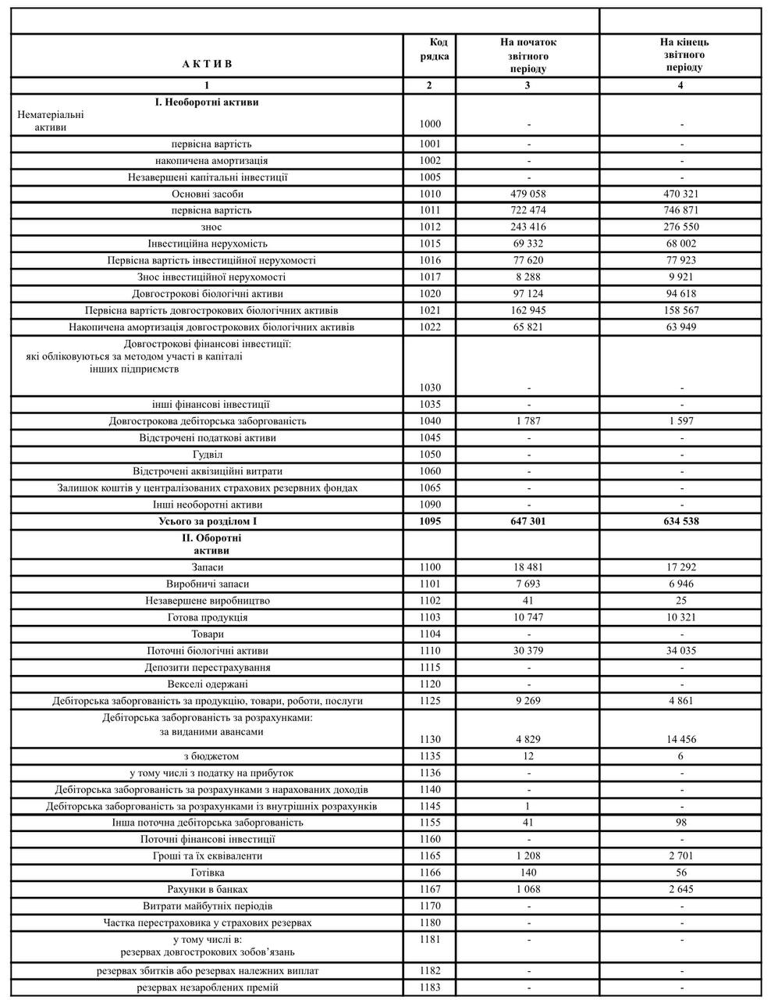 А К Т И В Код рядка На початок звітного періоду На кінець звітного періоду
1 2 3 4
І. Необоротні активи
Нематеріальні
активи 1000 - -
первісна вартість 1001 - -
накопичена амортизація 1002 - -
Незавершені капітальні інвестиції 1005 - -
Основні засоби 1010 479 058 470 321
первісна вартість 1011 722 474 746 871
знос 1012 243 416 276 550
Інвестиційна нерухомість 1015 69 332 68 002
Первісна вартість інвестиційної нерухомості 1016 77 620 77 923
Знос інвестиційної нерухомості 1017 8 288 9 921
Довгострокові біологічні активи 1020 97 124 94 618
Первісна вартість довгострокових біологічних активів 1021 162 945 158 567
Накопичена амортизація довгострокових біологічних активів 1022 65 821 63 949
Довгострокові фінансові інвестиції:
які обліковуються за методом участі в капіталі
інших підприємств
1030 - -
інші фінансові інвестиції 1035 - -
Довгострокова дебіторська заборгованість 1040 1 787 1 597
Відстрочені податкові активи 1045 - -
Гудвіл 1050 - -
Відстрочені аквізиційні витрати 1060 - -
Залишок коштів у централізованих страхових резервних фондах 1065 - -
Інші необоротні активи 1090 - -
Усього за розділом І 1095 647 301 634 538
ІІ. Оборотні
активи
Запаси 1100 18 481 17 292
Виробничі запаси 1101 7 693 6 946
Незавершене виробництво 1102 41 25
Готова продукція 1103 10 747 10 321
Товари 1104 - -
Поточні біологічні активи 1110 30 379 34 035
Депозити перестрахування 1115 - -
Векселі одержані 1120 - -
Дебіторська заборгованість за продукцію, товари, роботи, послуги 1125 9 269 4 861
Дебіторська заборгованість за розрахунками:
за виданими авансами 1130 4 829 14 456
з бюджетом 1135 12 6
у тому числі з податку на прибуток 1136 - -
Дебіторська заборгованість за розрахунками з нарахованих доходів 1140 - -
Дебіторська заборгованість за розрахунками із внутрішніх розрахунків 1145 1 -
Інша поточна дебіторська заборгованість 1155 41 98
Поточні фінансові інвестиції 1160 - -
Гроші та їх еквіваленти 1165 1 208 2 701
Готівка 1166 140 56
Рахунки в банках 1167 1 068 2 645
Витрати майбутніх періодів 1170 - -
Частка перестраховика у страхових резервах 1180 - -
у тому числі в: 1181 - -
резервах довгострокових зобов’язань
резервах збитків або резервах належних виплат 1182 - -
резервах незароблених премій 1183 - -